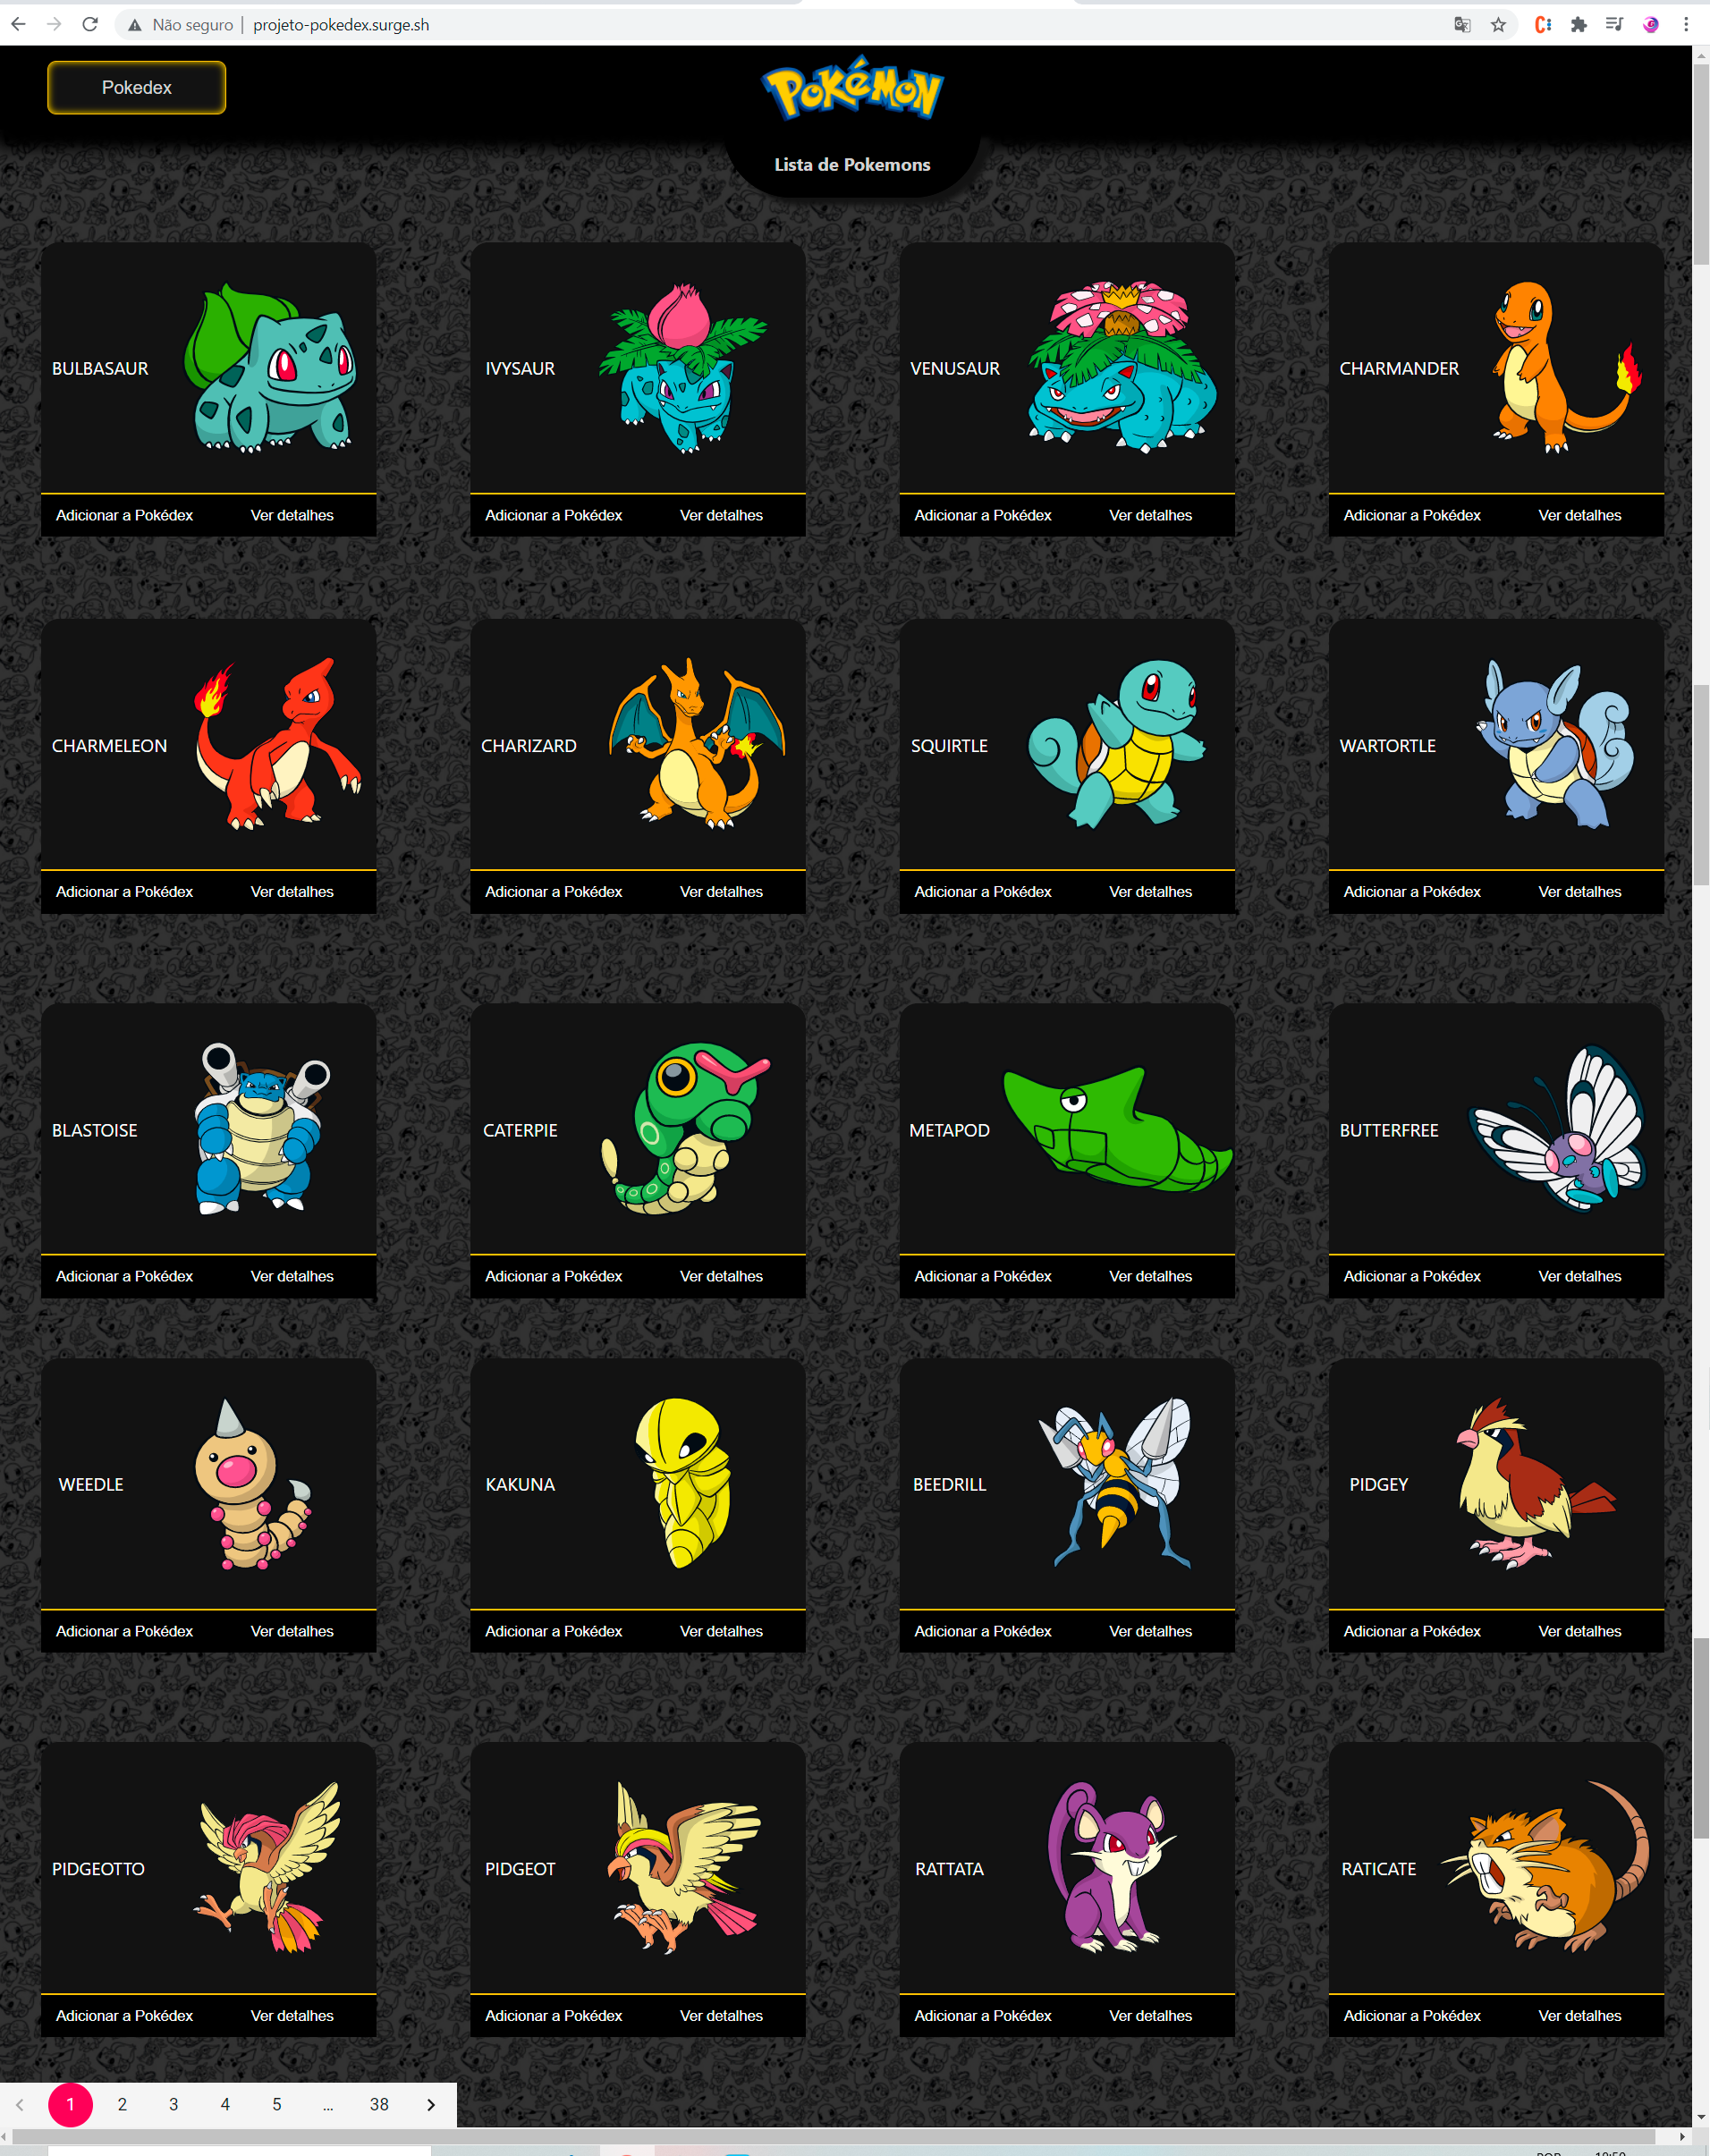 Não seguro | projeto-pokedex.surge.sh
Pokedex
POKéMON
Lista de Pokemons
BULBASAUR
IVYSAUR
VENUSAUR
CHARMANDER
Adicionar a Pokédex Ver detalhes
Adicionar a Pokédex Ver detalhes
Adicionar a Pokédex Ver detalhes
Adicionar a Pokédex Ver detalhes
CHARMELEON
CHARIZARD
SQUIRTLE
WARTORTLE
Adicionar a Pokédex Ver detalhes
Adicionar a Pokédex Ver detalhes
Adicionar a Pokédex Ver detalhes
Adicionar a Pokédex Ver detalhes
BLASTOISE
CATERPIE
METAPOD
BUTTERFREE
Adicionar a Pokédex Ver detalhes
Adicionar a Pokédex Ver detalhes
Adicionar a Pokédex Ver detalhes
Adicionar a Pokédex Ver detalhes
WEEDLE
KAKUNA
BEEDRILL
PIDGEY
Adicionar a Pokédex Ver detalhes
Adicionar a Pokédex Ver detalhes
Adicionar a Pokédex Ver detalhes
Adicionar a Pokédex Ver detalhes
PIDGEOTTO
PIDGEOT
RATTATA
RATICATE
Adicionar a Pokédex Ver detalhes
Adicionar a Pokédex Ver detalhes
Adicionar a Pokédex Ver detalhes
Adicionar a Pokédex Ver detalhes
1 2 3 4 5 ... 38